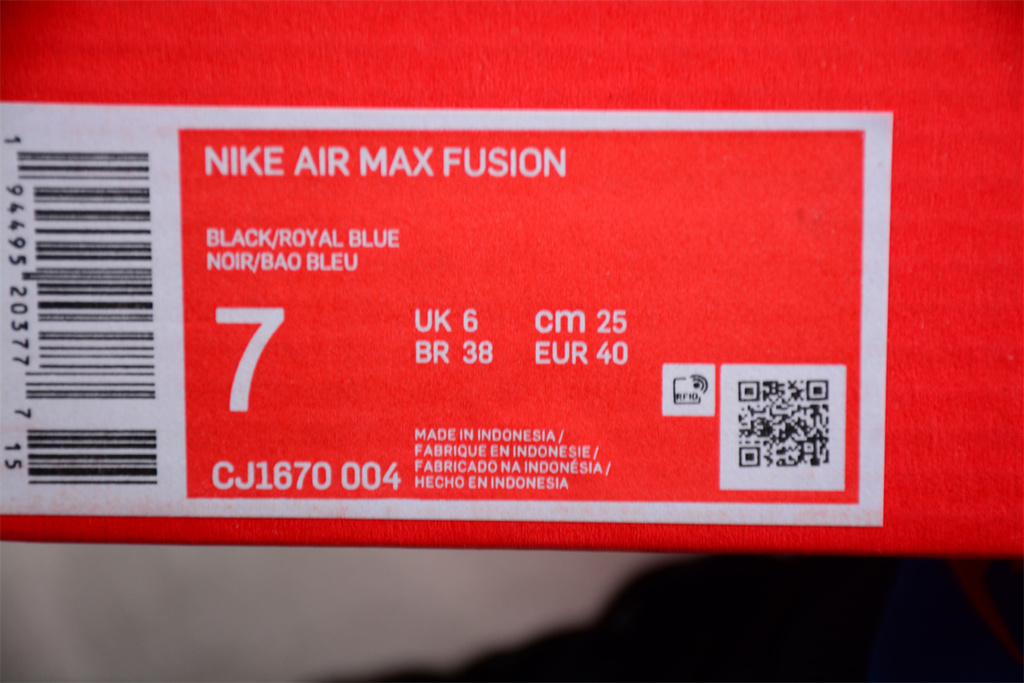 NIKE AIR MAX FUSION
BLACK/ROYAL BLUE
NOIR/BAO BLEU
7
UK 6
cm 25
BR 38
EUR 40
RFID
MADE IN INDONESIA /
FABRIQUE EN INDONESIE /
FABRICADO NA INDONÉSIA /
HECHO EN INDONESIA
CJ1670 004
1 94495 20377 7 15